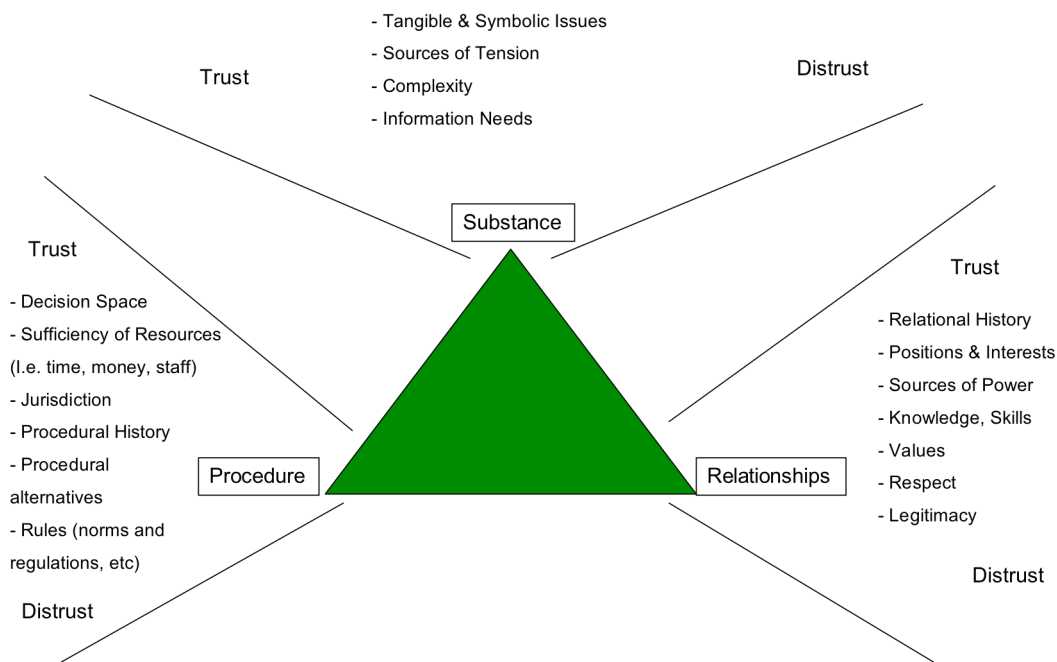 - Tangible & Symbolic Issues
- Sources of Tension
- Complexity
- Information Needs
Trust
Distrust
Substance
Trust
- Decision Space
- Sufficiency of Resources
(I.e. time, money, staff)
- Jurisdiction
- Procedural History
- Procedural
alternatives
- Rules (norms and
regulations, etc)
Distrust
Procedure
Relationships
Trust
- Relational History
- Positions & Interests
- Sources of Power
- Knowledge, Skills
- Values
- Respect
- Legitimacy
Distrust